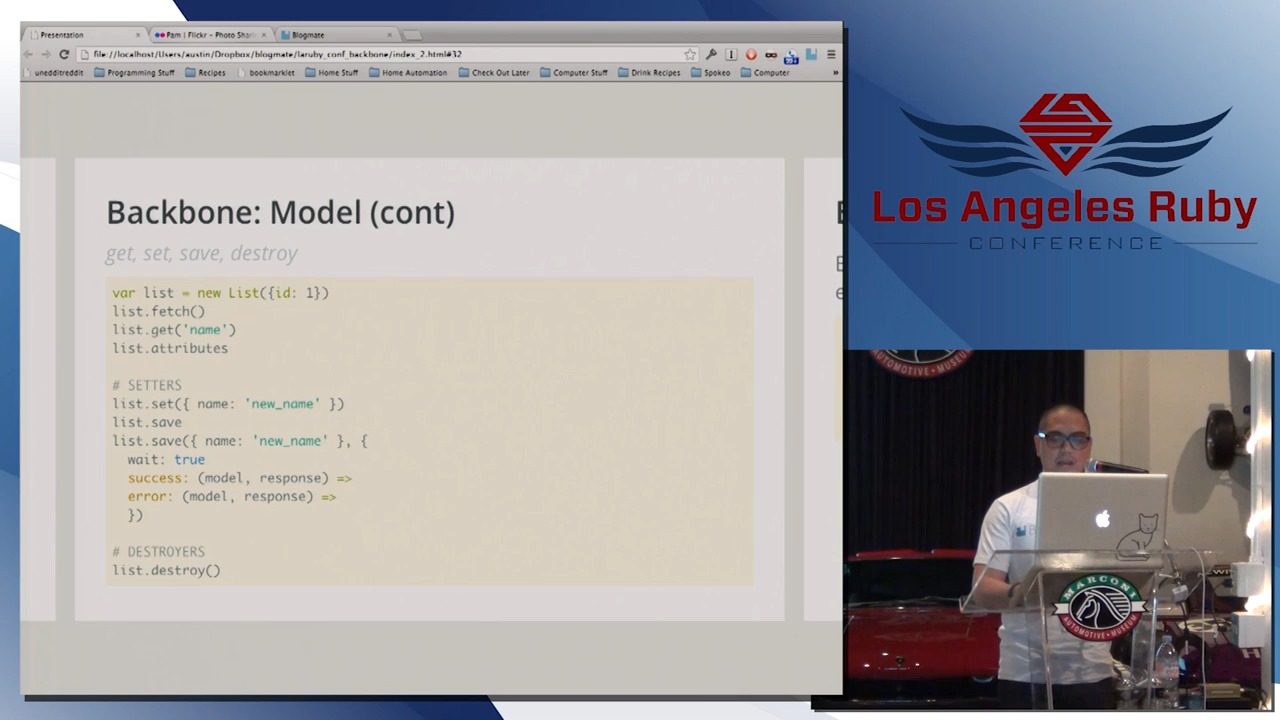 Presentation
Pam | Flickr - Photo Shari
Blogmate
file://localhost/Users/austin/Dropbox/blogmate/laruby_conf_backbone/index_2.html#32
uneddit reddit
Programming Stuff
Recipes
bookmarklet
Home Stuff
Home Automation
Check Out Later
Computer Stuff
Drink Recipes
Spokeo
Computer
Backbone: Model (cont)
get, set, save, destroy
var list = new List({id: 1})
list.fetch()
list.get('name')
list.attributes
# SETTERS
list.set({ name: 'new_name' })
list.save
list.save({ name: 'new_name' }, {
wait: true
success: (model, response) =>
error: (model, response) =>
})
# DESTROYERS
list.destroy()
Los Angeles Ruby
CONFERENCE
AUTOMOTIVE • MUSEUM
MARCONI
AUTOMOTIVE • MUSEUM